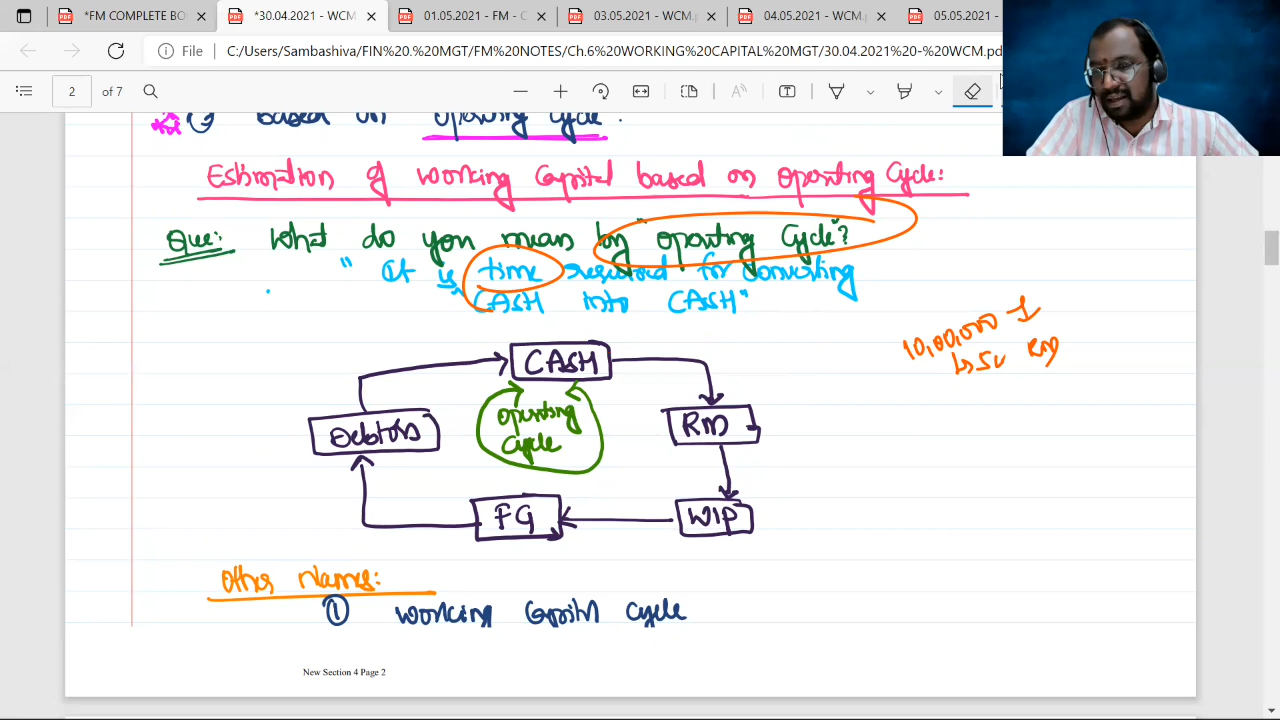 *FM COMPLETE BO
*30.04.2021 - WCM
01.05.2021 - FM - C
03.05.2021 - WCM.p
04.05.2021 - WCM.p
05.05.2021 -
File
C:/Users/Sambashiva/FIN%20.%20MGT/FM%20NOTES/Ch.6%20WORKING%20CAPITAL%20MGT/30.04.2021%20-%20WCM.pd
2 of 7
Based on operating cycle.
Estimation of working Capital based on operating Cycle:
Que: What do you mean by "operating Cycle"?
" It is time required for converting
CASH into CASH"
10,00,000 1
RM
CASH
operating
cycle
Debtors
RM
FG
WIP
Other Names:
① working Capital cycle
New Section 4 Page 2